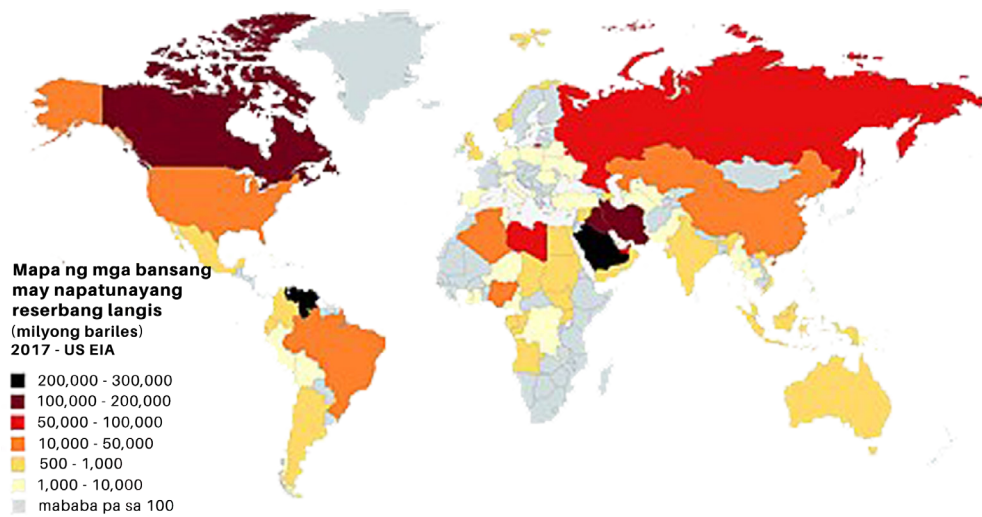 Mapa ng mga bansang
may napatunayang
reserbang langis
(milyong bariles)
2017 - US EIA
200,000 - 300,000
100,000 - 200,000
50,000 - 100,000
10,000 - 50,000
500 - 1,000
1,000 - 10,000
mababa pa sa 100